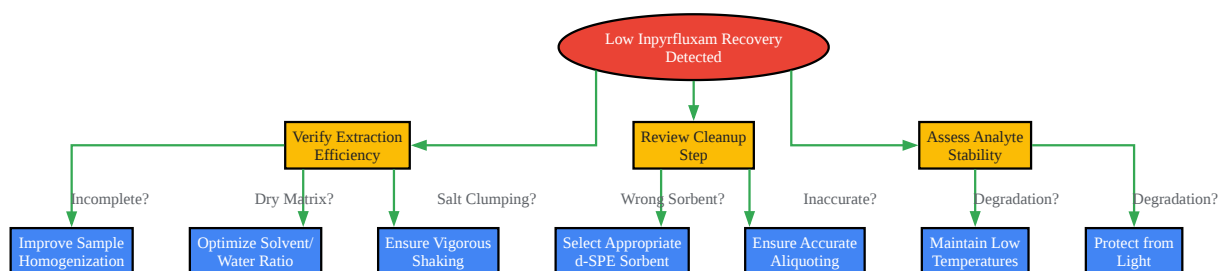 Low Inpyrfluxam Recovery
Detected
Verify Extraction
Efficiency
Review Cleanup
Step
Assess Analyte
Stability
Incomplete?
Dry Matrix?
Salt Clumping?
Wrong Sorbent?
Inaccurate?
Degradation?
Degradation?
Improve Sample
Homogenization
Optimize Solvent/
Water Ratio
Ensure Vigorous
Shaking
Select Appropriate
d-SPE Sorbent
Ensure Accurate
Aliquoting
Maintain Low
Temperatures
Protect from
Light